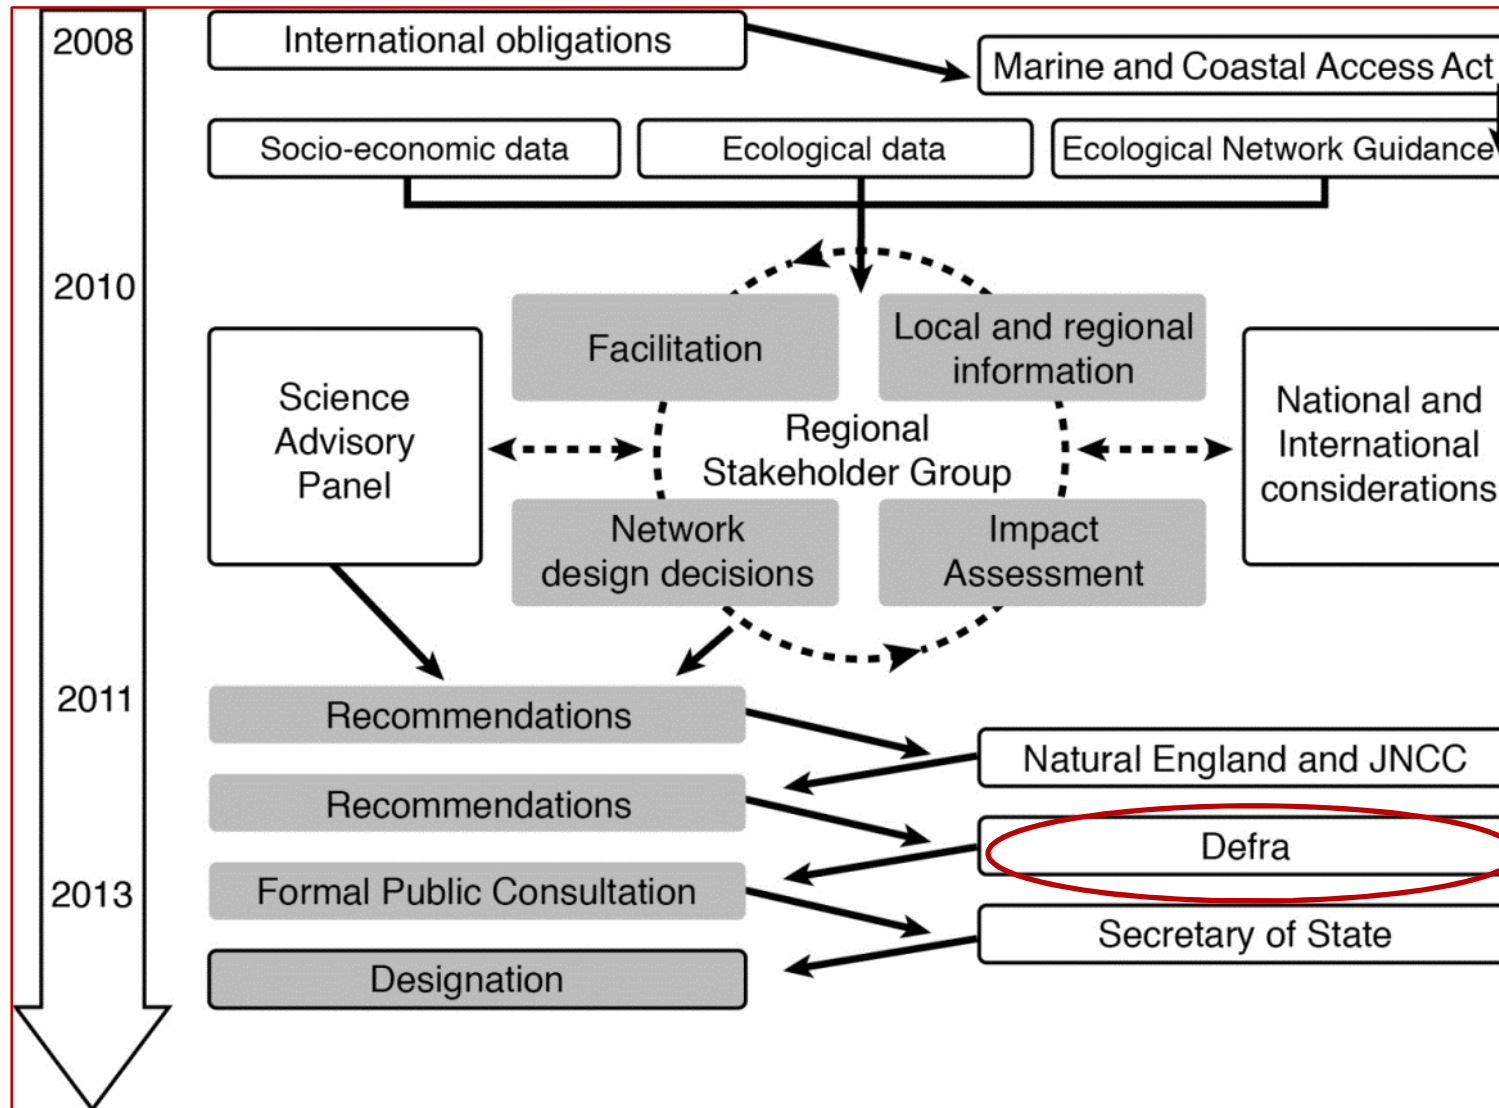 2008
International obligations
Marine and Coastal Access Act
Socio-economic data
Ecological data
Ecological Network Guidance
2010
Facilitation
Local and regional
information
Science
Advisory
Panel
Regional
Stakeholder Group
National and
International
considerations
Network
design decisions
Impact
Assessment
2011
Recommendations
Natural England and JNCC
Recommendations
Defra
2013
Formal Public Consultation
Secretary of State
Designation